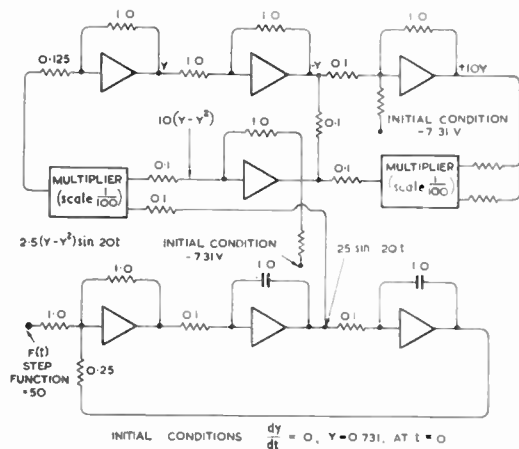 1.0
1.0
1.0
0.125
Y
1.0
-Y
0.1
+10Y
10(Y-Y²)
1.0
0.1
INITIAL CONDITION
-7.31 V
0.1
0.1
MULTIPLIER
(scale 1/100)
0.1
MULTIPLIER
(scale 1/100)
2.5(Y-Y²) sin 20t
INITIAL CONDITION
-7.31V
25 sin 20t
1.0
1.0
1.0
1.0
0.1
0.1
F(t)
STEP
FUNCTION
=50
0.25
INITIAL CONDITIONS dy/dt = 0, Y=0.731, AT t=0